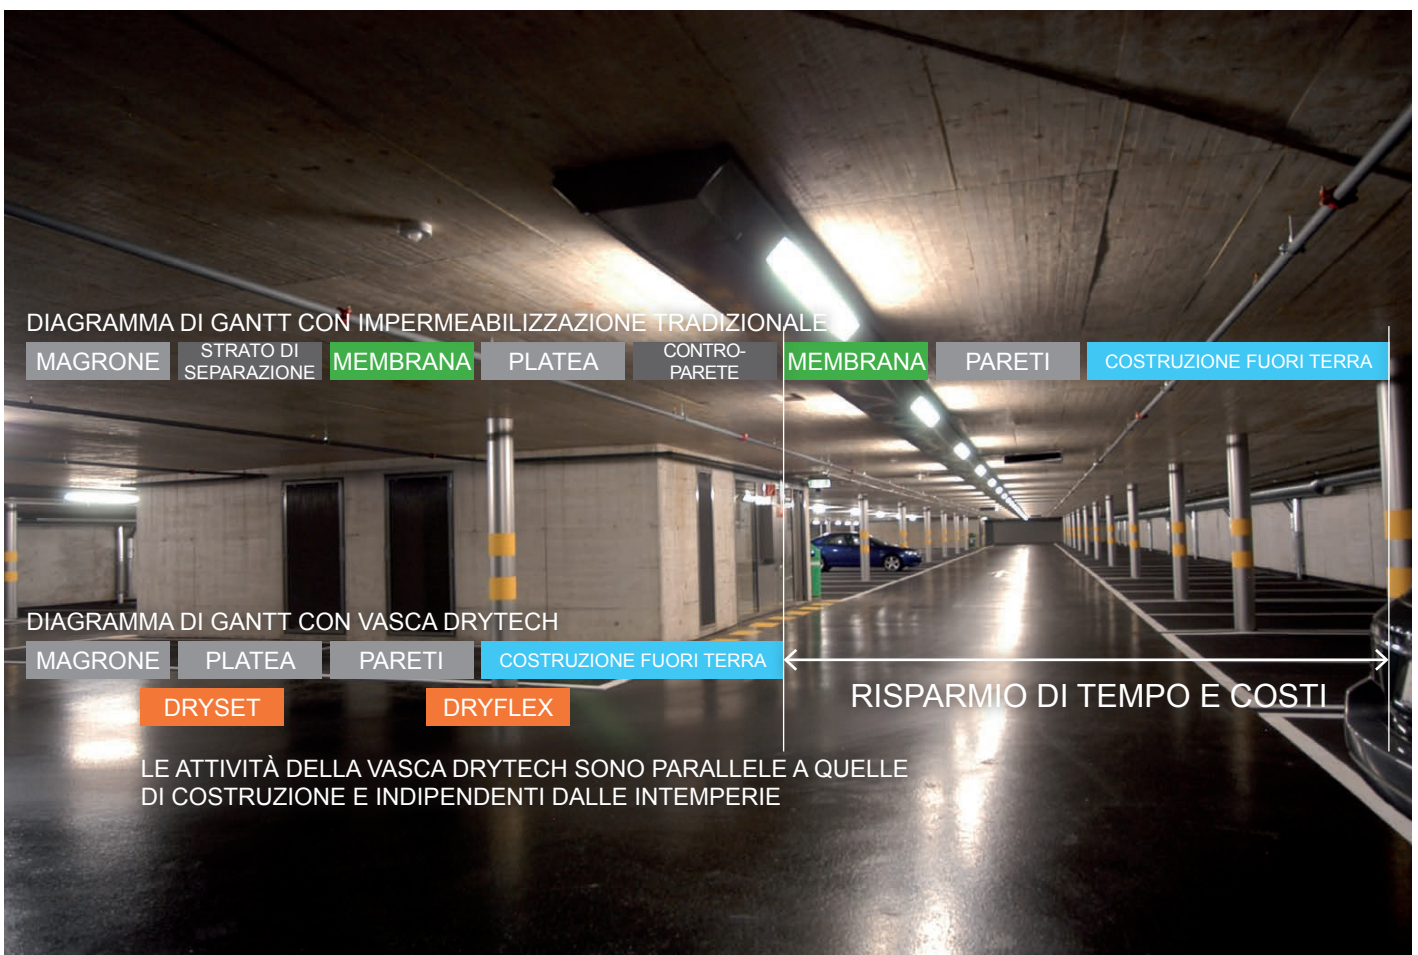 DIAGRAMMA DI GANTT CON IMPERMEABILIZZAZIONE TRADIZIONALE
MAGRONE
STRATO DI
SEPARAZIONE
MEMBRANA
PLATEA
CONTRO-
PARETE
MEMBRANA
PARETI
COSTRUZIONE FUORI TERRA
DIAGRAMMA DI GANTT CON VASCA DRYTECH
MAGRONE
PLATEA
PARETI
COSTRUZIONE FUORI TERRA
DRYSET
DRYFLEX
RISPARMIO DI TEMPO E COSTI
LE ATTIVITÀ DELLA VASCA DRYTECH SONO PARALLELE A QUELLE
DI COSTRUZIONE E INDIPENDENTI DALLE INTEMPERIE